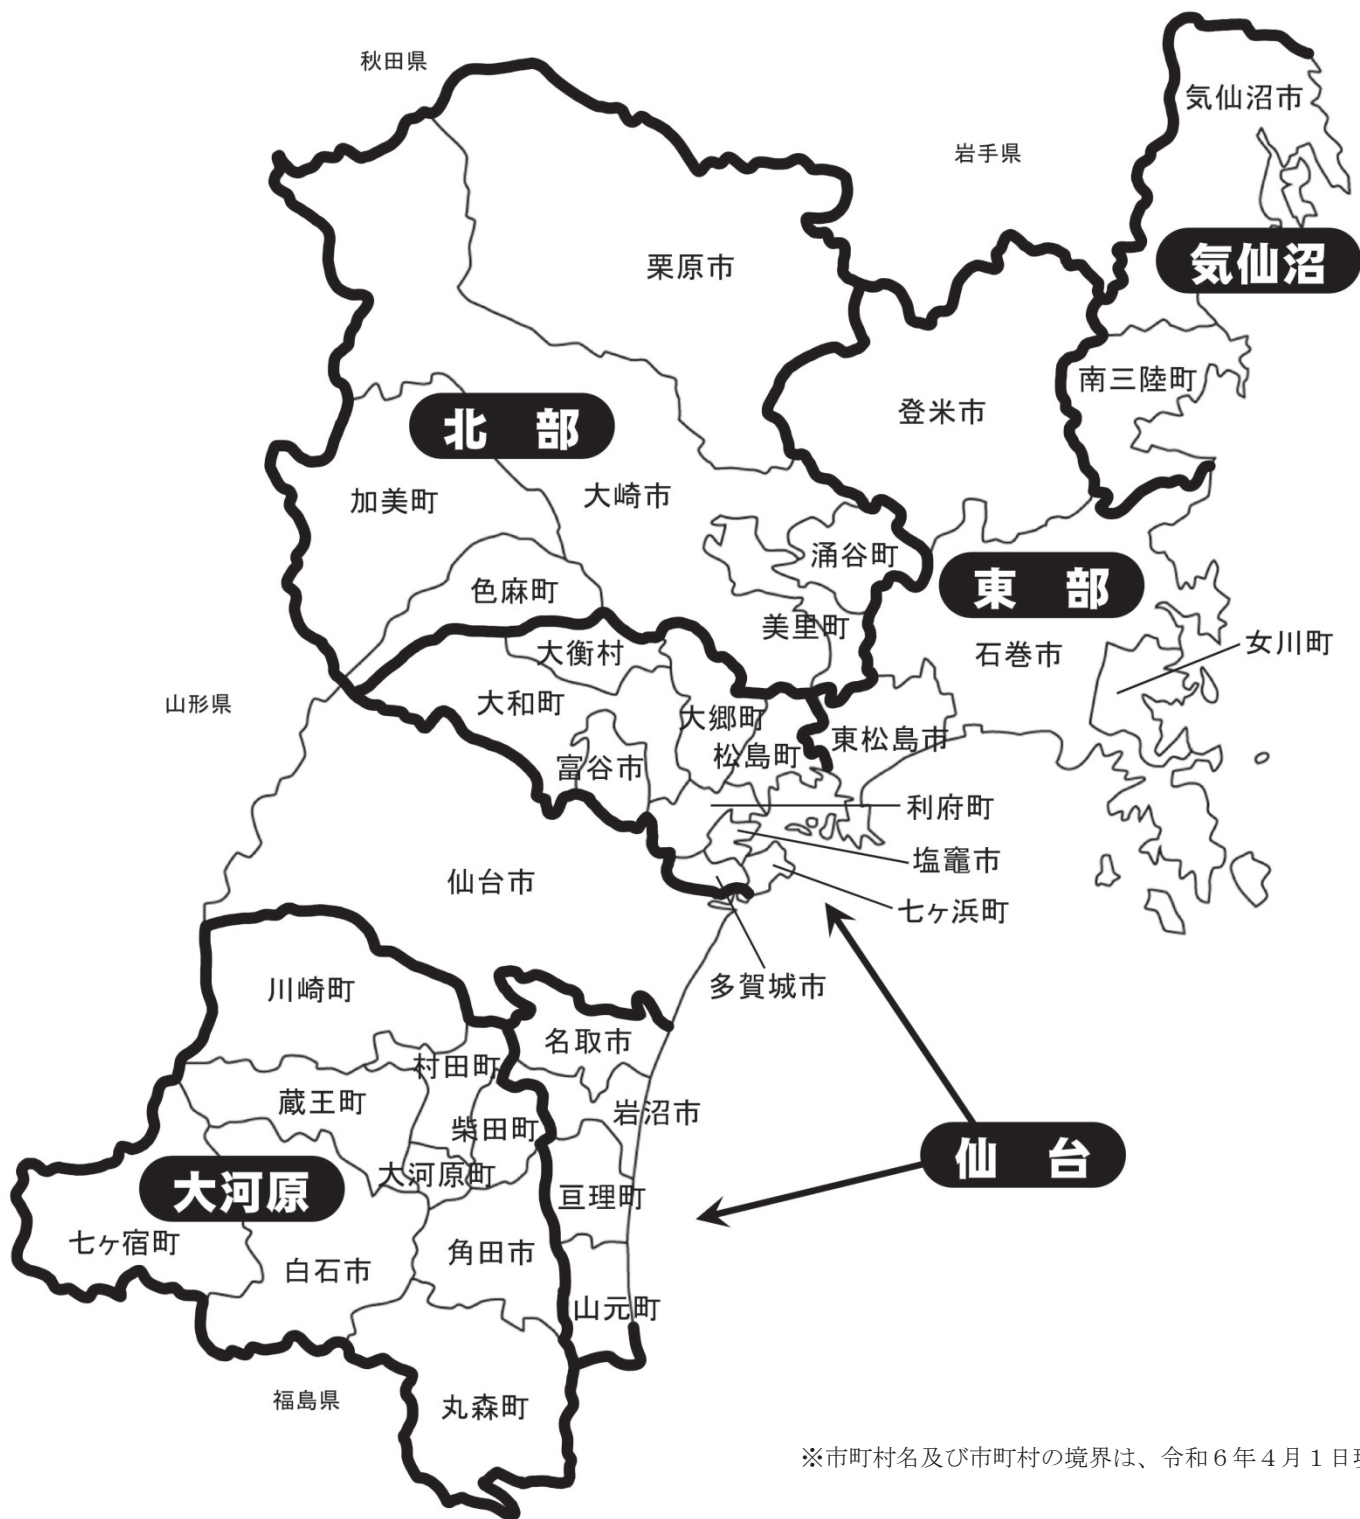 秋田県
気仙沼市
岩手県
気仙沼
栗原市
南三陸町
登米市
北　部
加美町
大崎市
涌谷町
東　部
色麻町
美里町
女川町
大衡村
石巻市
山形県
大和町
大郷町
東松島市
松島町
富谷市
利府町
塩竈市
仙台市
七ヶ浜町
多賀城市
川崎町
名取市
村田町
蔵王町
岩沼市
柴田町
仙　台
大河原町
大河原
亘理町
七ヶ宿町
角田市
白石市
山元町
福島県
丸森町
※市町村名及び市町村の境界は、令和６年４月１日